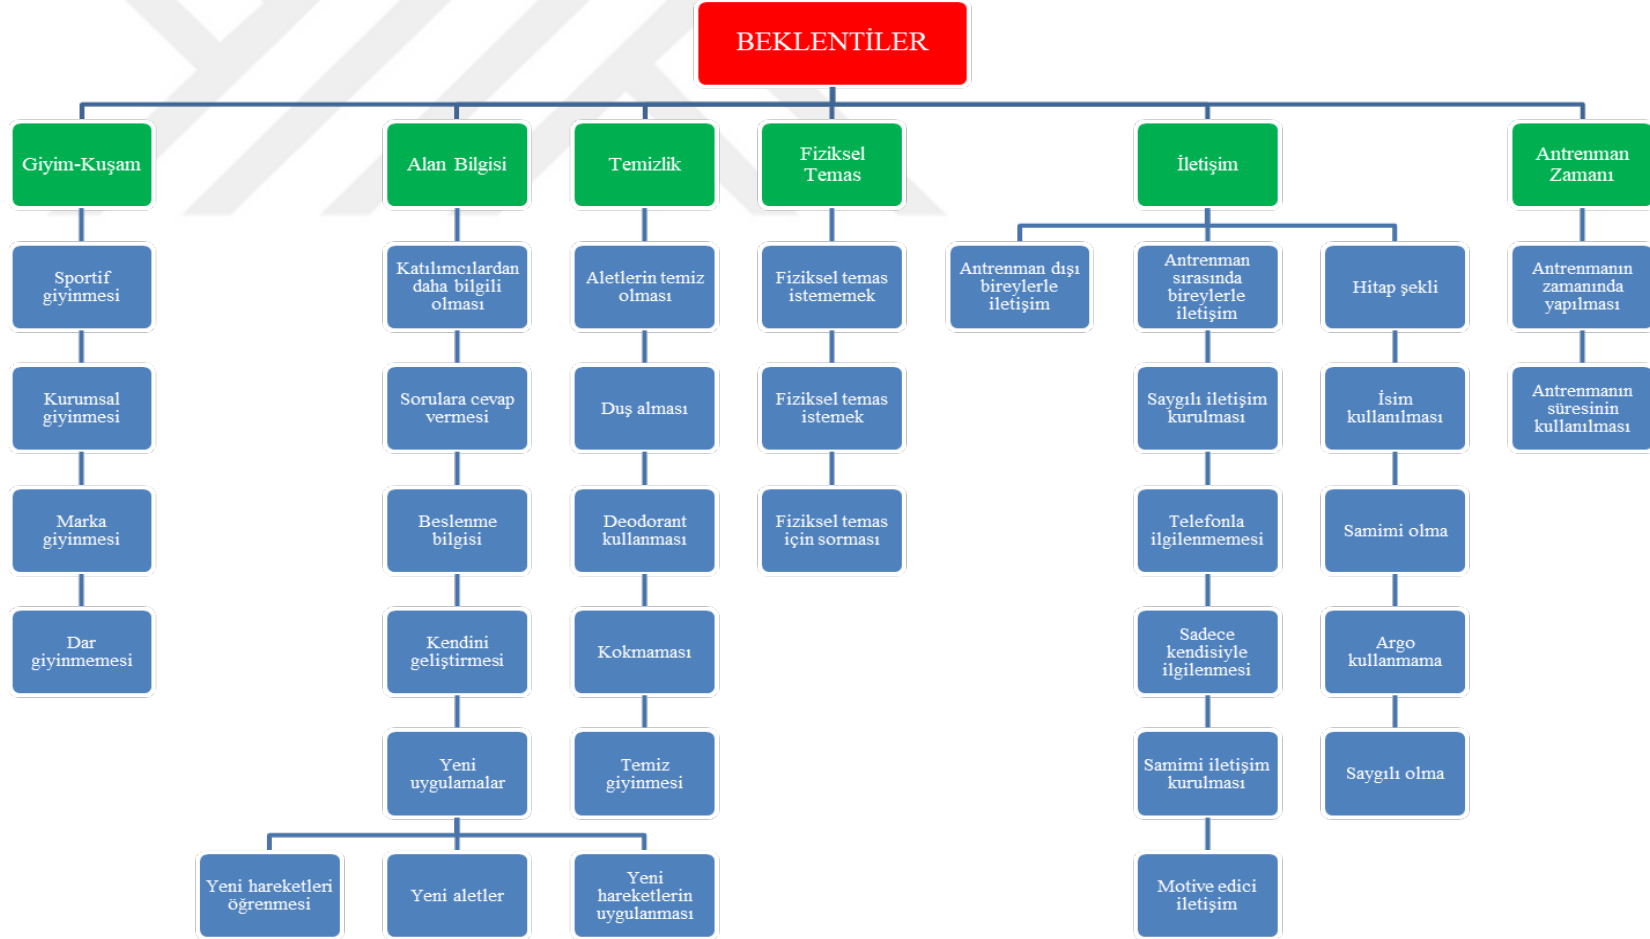 BEKLENTİLER
Giyim-Kuşam
Alan Bilgisi
Temizlik
Fiziksel
Temas
İletişim
Antrenman
Zamanı
Sportif
giyinmesi
Katılımcılardan
daha bilgili
olması
Aletlerin temiz
olması
Fiziksel temas
istememek
Antrenman dışı
bireylerle
iletişim
Antrenman
sırasında
bireylerle
iletişim
Hitap şekli
Antrenmanın
zamanında
yapılması
Kurumsal
giyinmesi
Sorulara cevap
vermesi
Duş alması
Fiziksel temas
istemek
Saygılı iletişim
kurulması
İsim
kullanılması
Antrenmanın
süresinin
kullanılması
Marka
giyinmesi
Beslenme
bilgisi
Deodorant
kullanması
Fiziksel temas
için sorması
Telefonla
ilgilenmemesi
Samimi olma
Dar
giyinmemesi
Kendini
geliştirmesi
Kokmaması
Sadece
kendisiyle
ilgilenmesi
Argo
kullanmama
Yeni
uygulamalar
Temiz
giyinmesi
Samimi iletişim
kurulması
Saygılı olma
Yeni hareketleri
öğrenmesi
Yeni aletler
Yeni
hareketlerin
uygulanması
Motive edici
iletişim